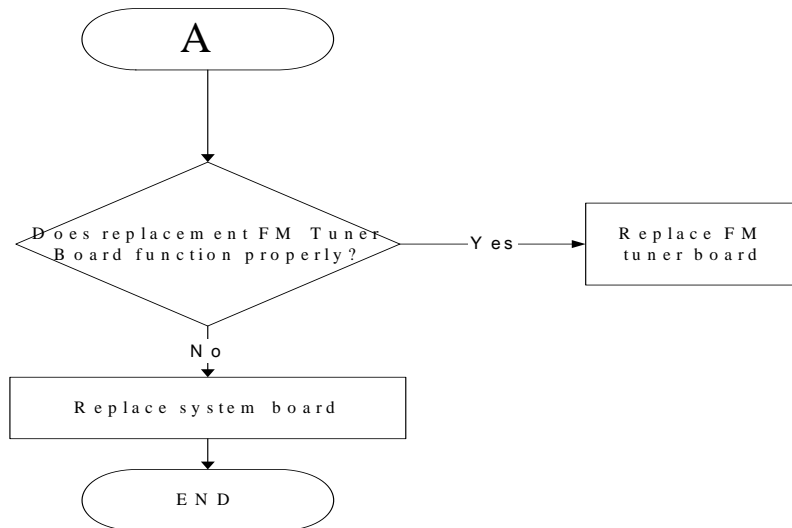 A
Does replacement FM Tuner
Board function properly?
Yes
Replace FM
tuner board
No
Replace system board
END